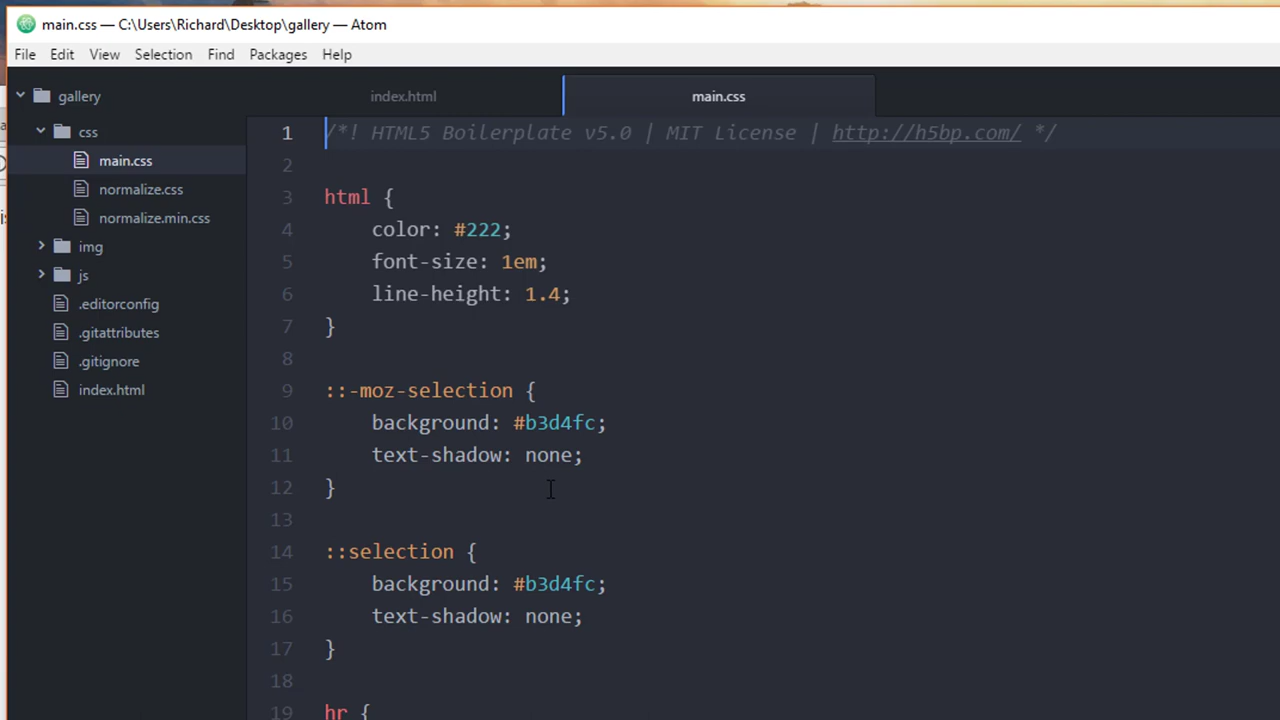 main.css — C:\Users\Richard\Desktop\gallery — Atom
File Edit View Selection Find Packages Help
gallery
css
main.css
normalize.css
normalize.min.css
img
js
.editorconfig
.gitattributes
.gitignore
index.html
index.html main.css
1 /*! HTML5 Boilerplate v5.0 | MIT License | http://h5bp.com/ */
2
3 html {
4 color: #222;
5 font-size: 1em;
6 line-height: 1.4;
7 }
8
9 ::-moz-selection {
10 background: #b3d4fc;
11 text-shadow: none;
12 }
13
14 ::selection {
15 background: #b3d4fc;
16 text-shadow: none;
17 }
18
19 hr {